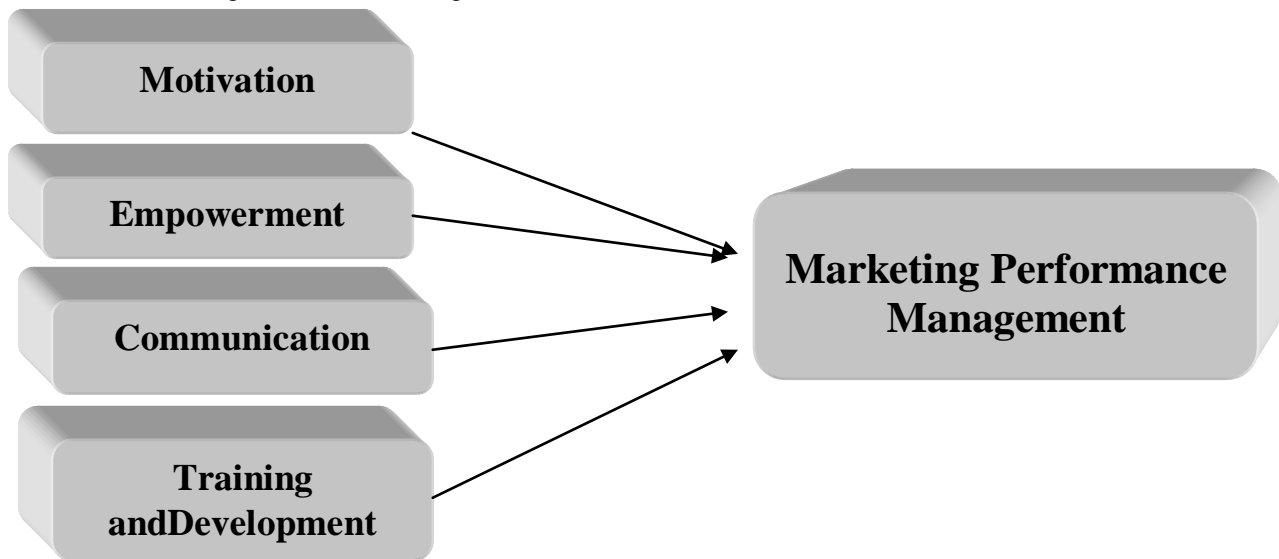 Motivation
Empowerment
Communication
Training
andDevelopment
Marketing Performance
Management